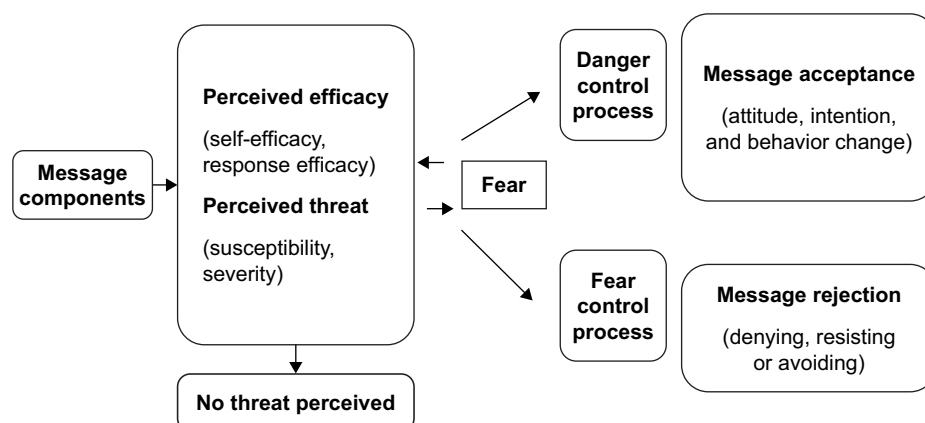 Message
components
Perceived efficacy
(self-efficacy,
response efficacy)
Perceived threat
(susceptibility,
severity)
No threat perceived
Fear
Danger
control
process
Message acceptance
(attitude, intention,
and behavior change)
Fear
control
process
Message rejection
(denying, resisting
or avoiding)